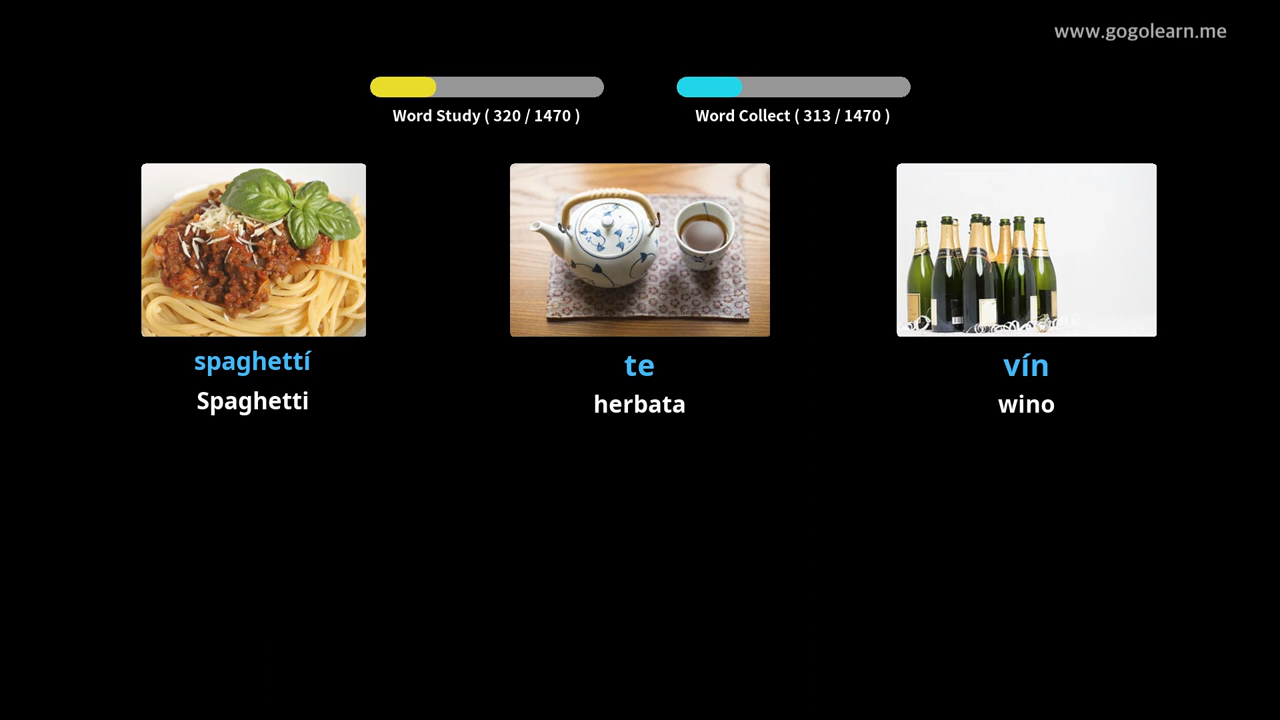 www.gogolearn.me
Word Study ( 320 / 1470 )
Word Collect ( 313 / 1470 )
spaghettí
Spaghetti
te
herbata
vín
wino